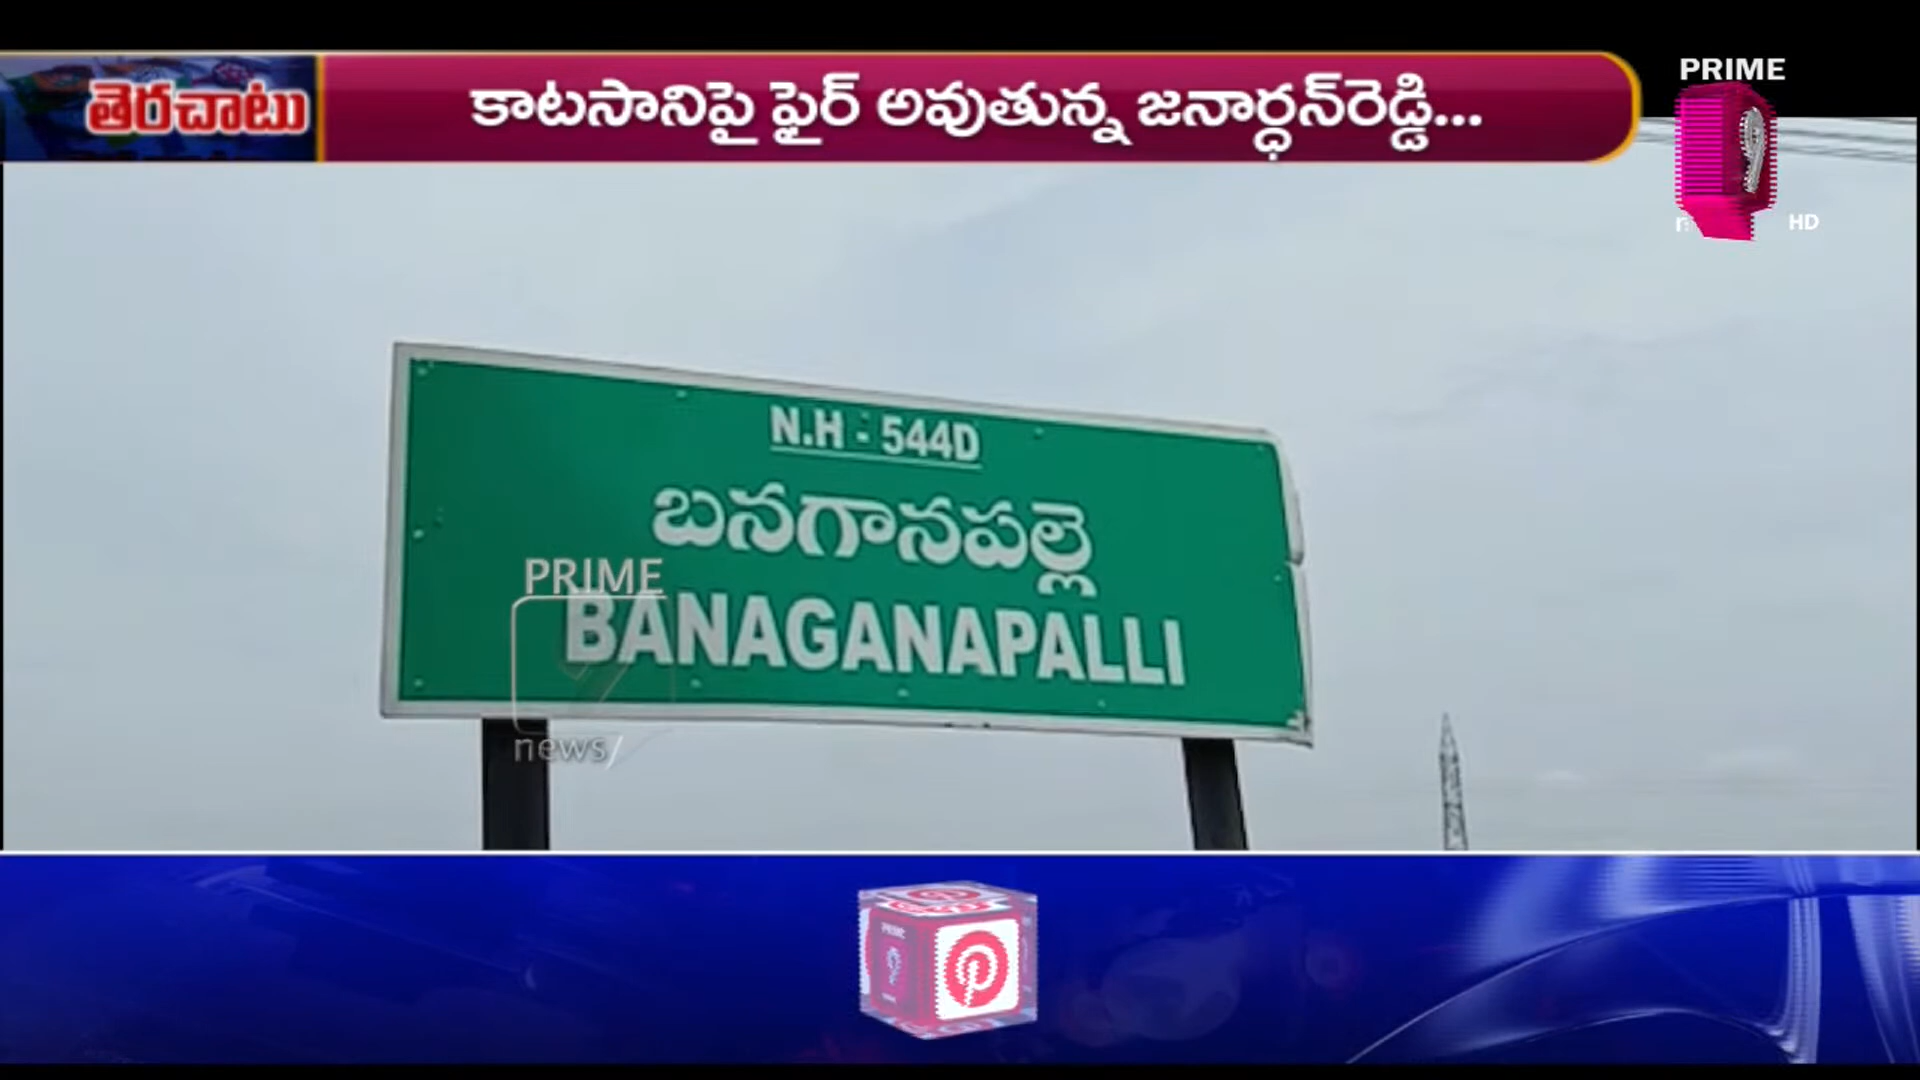 తెరచాటు
కాటసానిపై ఫైర్ అవుతున్న జనార్ధన్‌రెడ్డి...
PRIME
HD
N.H - 544D
బనగానపల్లె
PRIME
BANAGANAPALLI
news